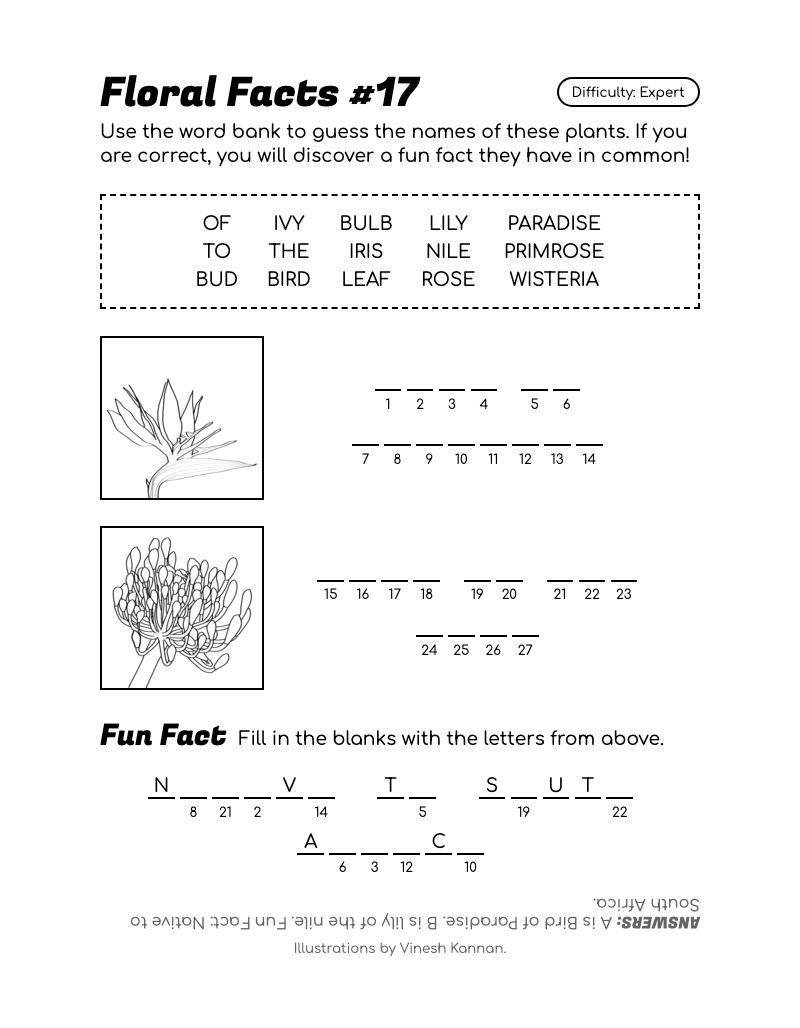 Floral Facts #17
Difficulty: Expert
Use the word bank to guess the names of these plants. If you
are correct, you will discover a fun fact they have in common!
OF IVY BULB LILY PARADISE
TO THE IRIS NILE PRIMROSE
BUD BIRD LEAF ROSE WISTERIA
1 2 3 4 5 6
7 8 9 10 11 12 13 14
15 16 17 18 19 20 21 22 23
24 25 26 27
Fun Fact Fill in the blanks with the letters from above.
N V T S U T
8 21 2 14 5 19 22
A C
6 3 12 10
ANSWERS: A is Bird of Paradise. B is lily of the nile. Fun Fact: Native to
South Africa.
Illustrations by Vinesh Kannan.